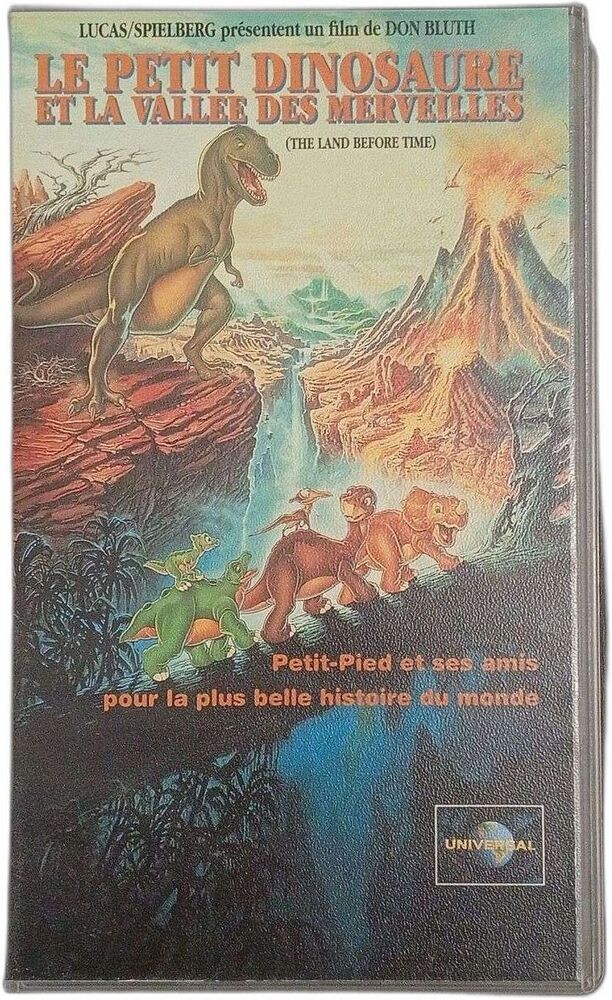 LUCAS/SPIELBERG présentent un film de DON BLUTH
LE PETIT DINOSAURE
ET LA VALLEE DES MERVEILLES
(THE LAND BEFORE TIME)
Petit-Pied et ses amis
pour la plus belle histoire du monde
UNIVERSAL